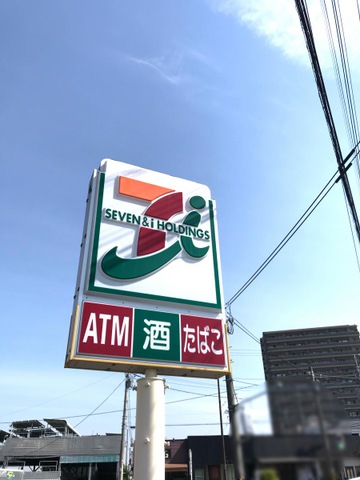 SEVEN & i HOLDINGS
ATM 酒 たばこ